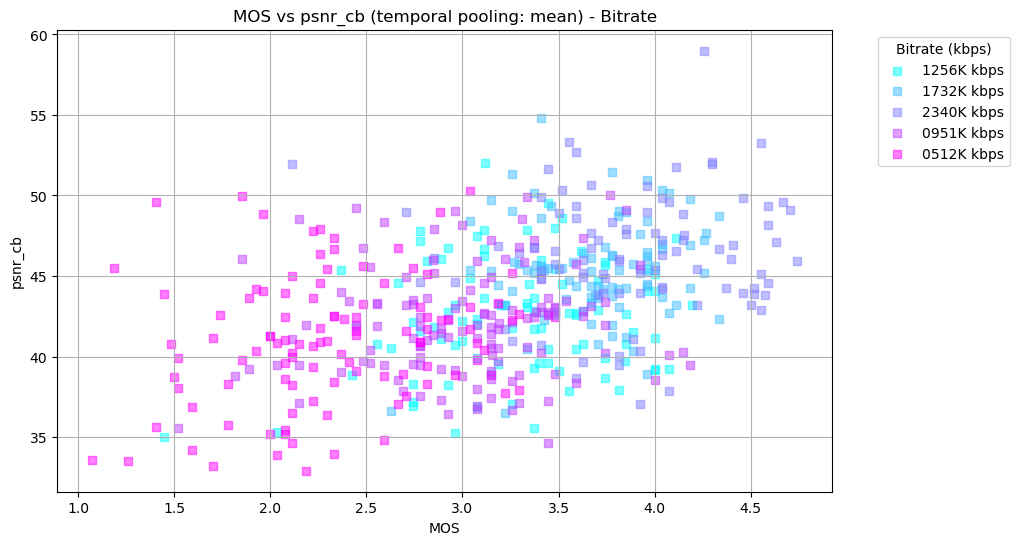 MOS vs psnr_cb (temporal pooling: mean) - Bitrate
60
55
50
45
40
35
psnr_cb
1.0 1.5 2.0 2.5 3.0 3.5 4.0 4.5
MOS
Bitrate (kbps)
1256K kbps
1732K kbps
2340K kbps
0951K kbps
0512K kbps